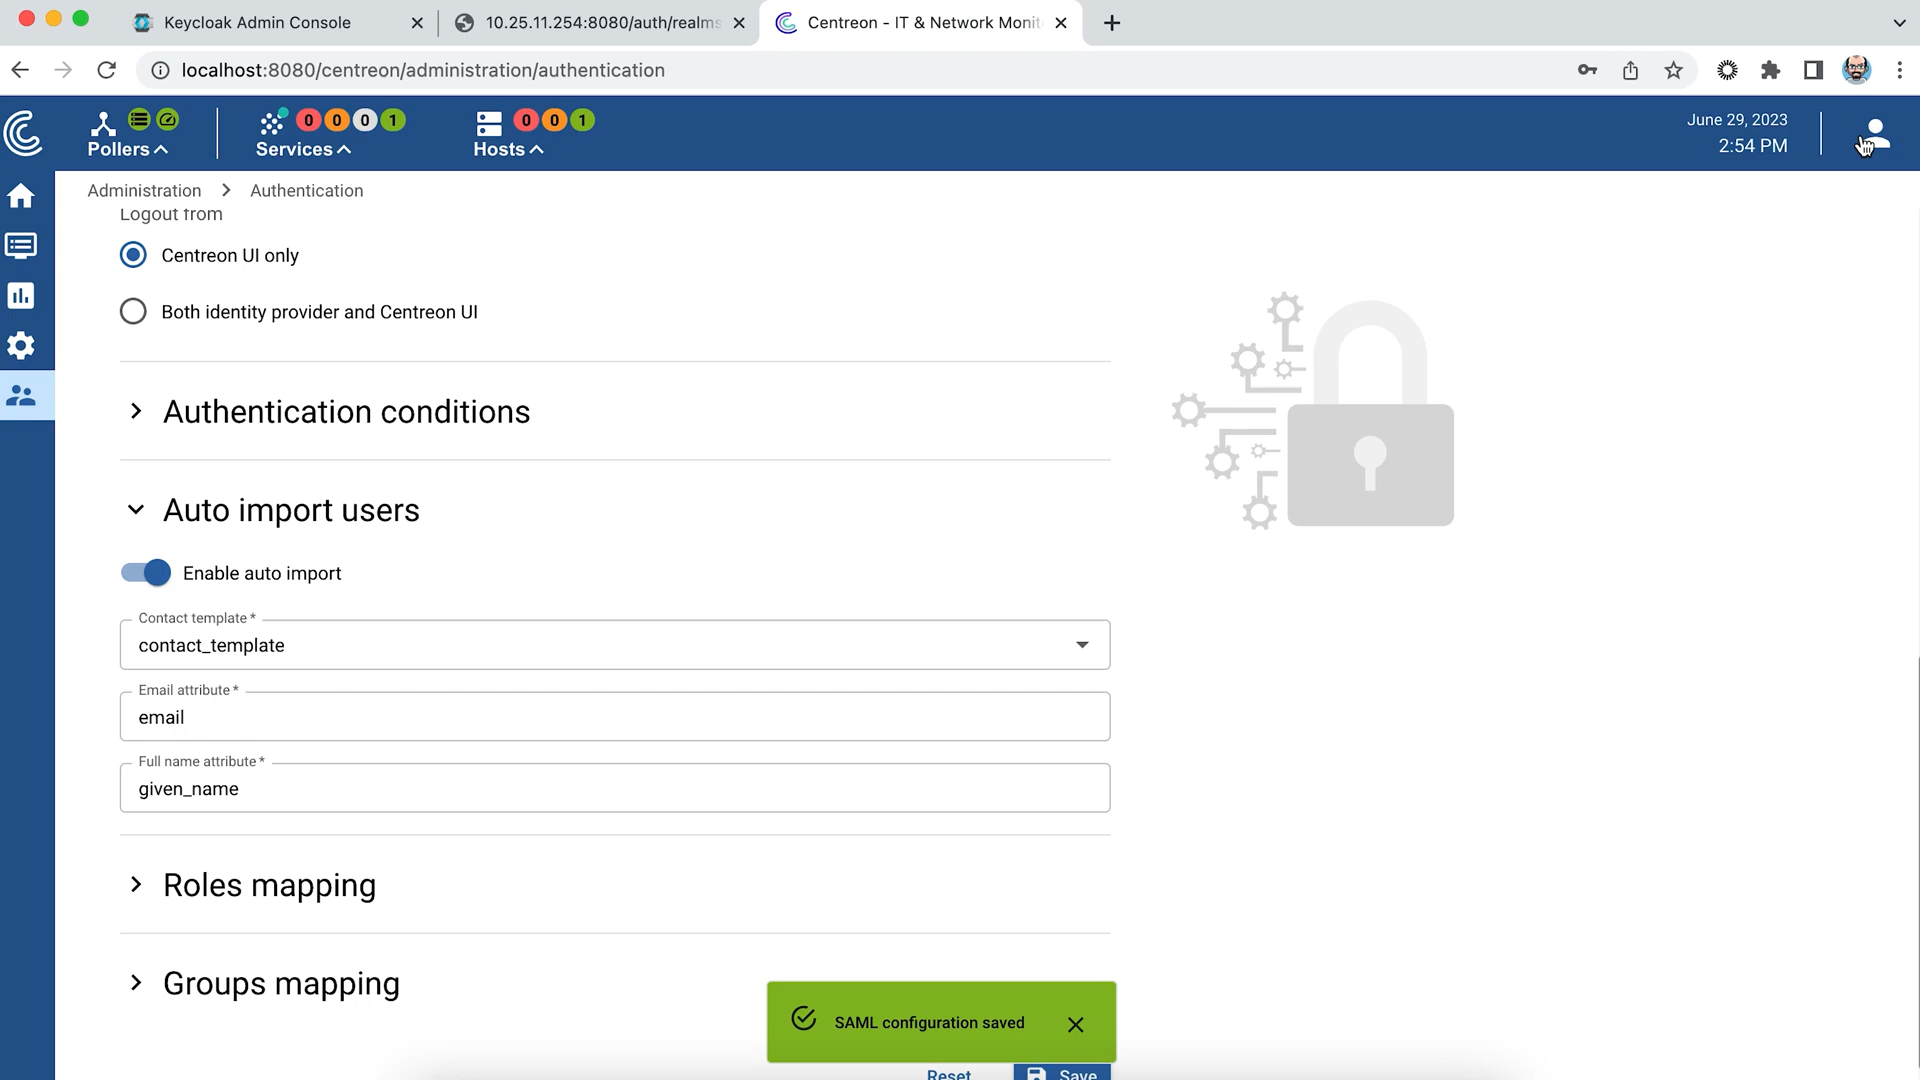 Keycloak Admin Console
10.25.11.254:8080/auth/realms
Centreon - IT & Network Monit
localhost:8080/centreon/administration/authentication
Pollers
Services
0 0 0 1
Hosts
0 0 1
June 29, 2023
2:54 PM
Administration > Authentication
Logout from
Centreon UI only
Both identity provider and Centreon UI
Authentication conditions
Auto import users
Enable auto import
Contact template *
contact_template
Email attribute *
email
Full name attribute *
given_name
Roles mapping
Groups mapping
SAML configuration saved
Reset
Save